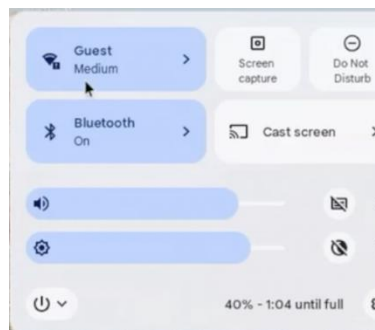 Guest
Medium
Screen
capture
Do Not
Disturb
Bluetooth
On
Cast screen
40% - 1:04 until full